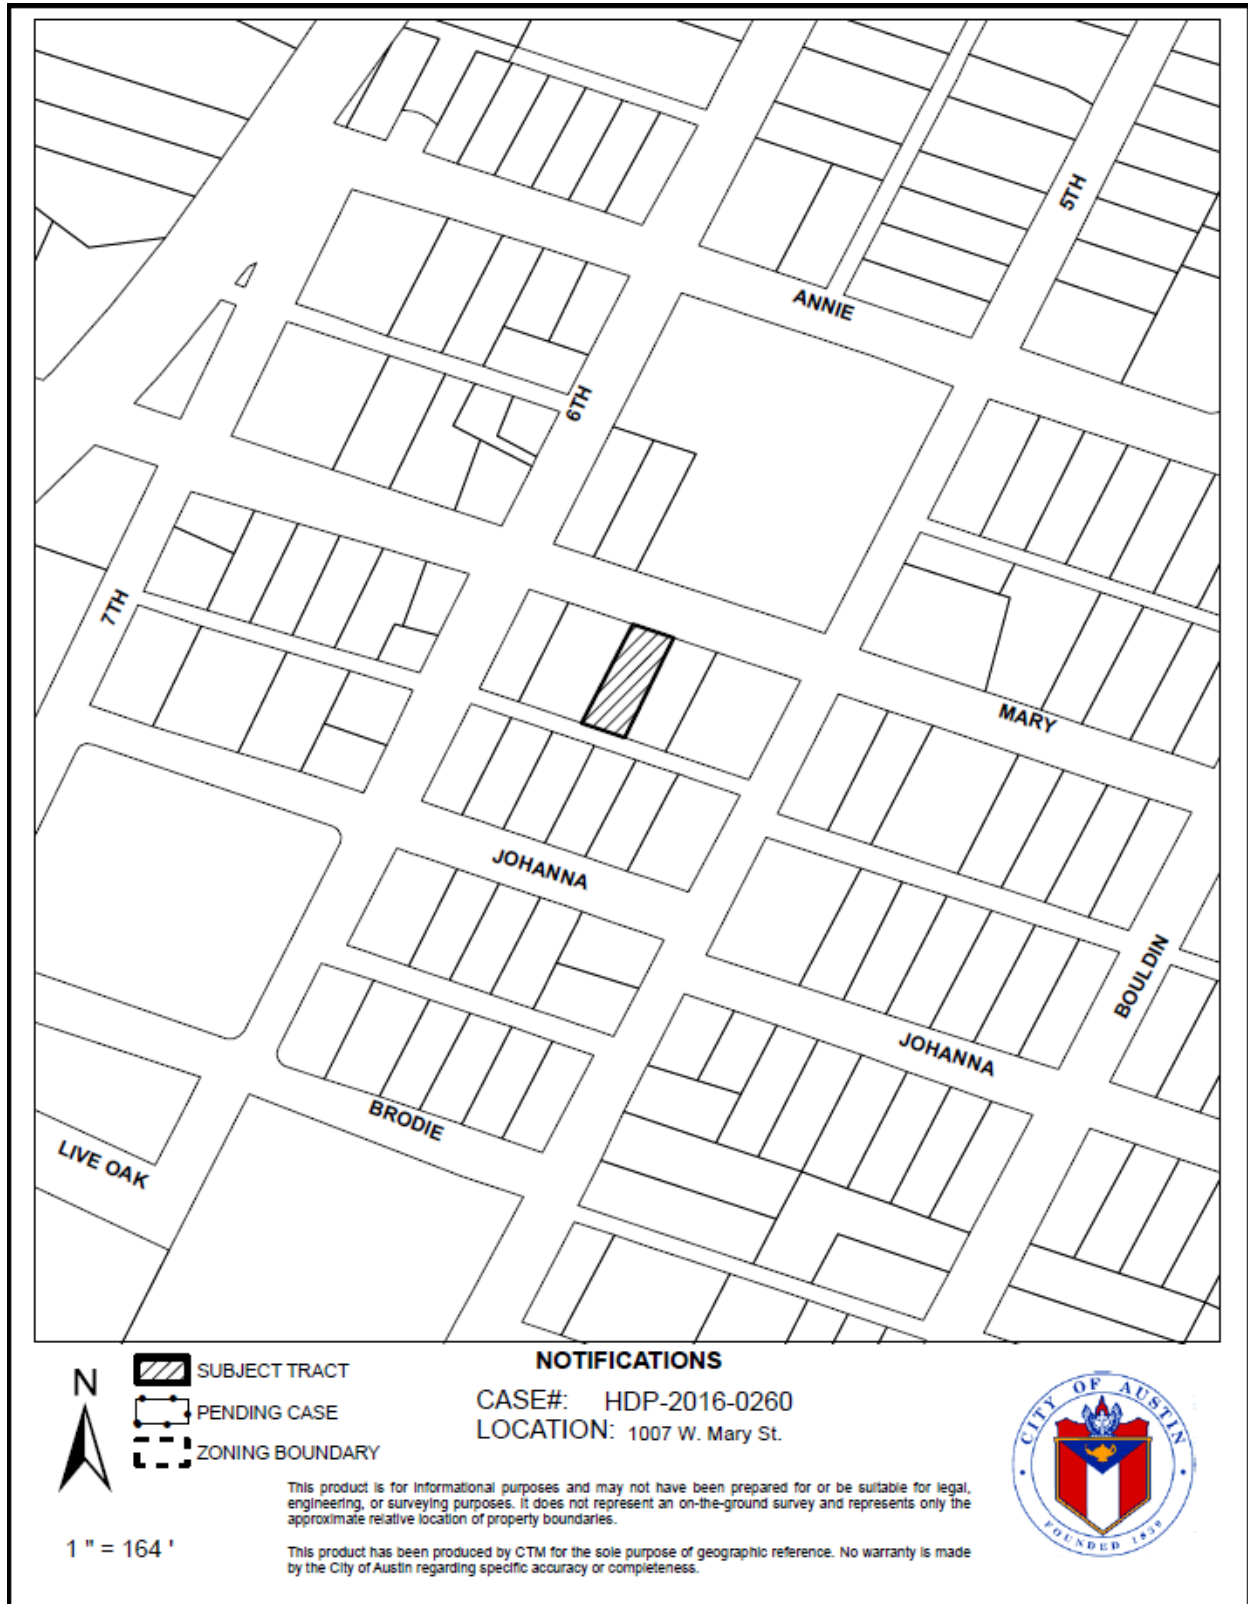 5TH
ANNIE
6TH
7TH
MARY
JOHANNA
BOULDIN
JOHANNA
BRODIE
LIVE OAK
N
SUBJECT TRACT
PENDING CASE
ZONING BOUNDARY
1 " = 164 '
NOTIFICATIONS
CASE#: HDP-2016-0260
LOCATION: 1007 W. Mary St.
This product is for informational purposes and may not have been prepared for or be suitable for legal,
engineering, or surveying purposes. It does not represent an on-the-ground survey and represents only the
approximate relative location of property boundaries.
This product has been produced by CTM for the sole purpose of geographic reference. No warranty is made
by the City of Austin regarding specific accuracy or completeness.
CITY OF AUSTIN
FOUNDED 1839